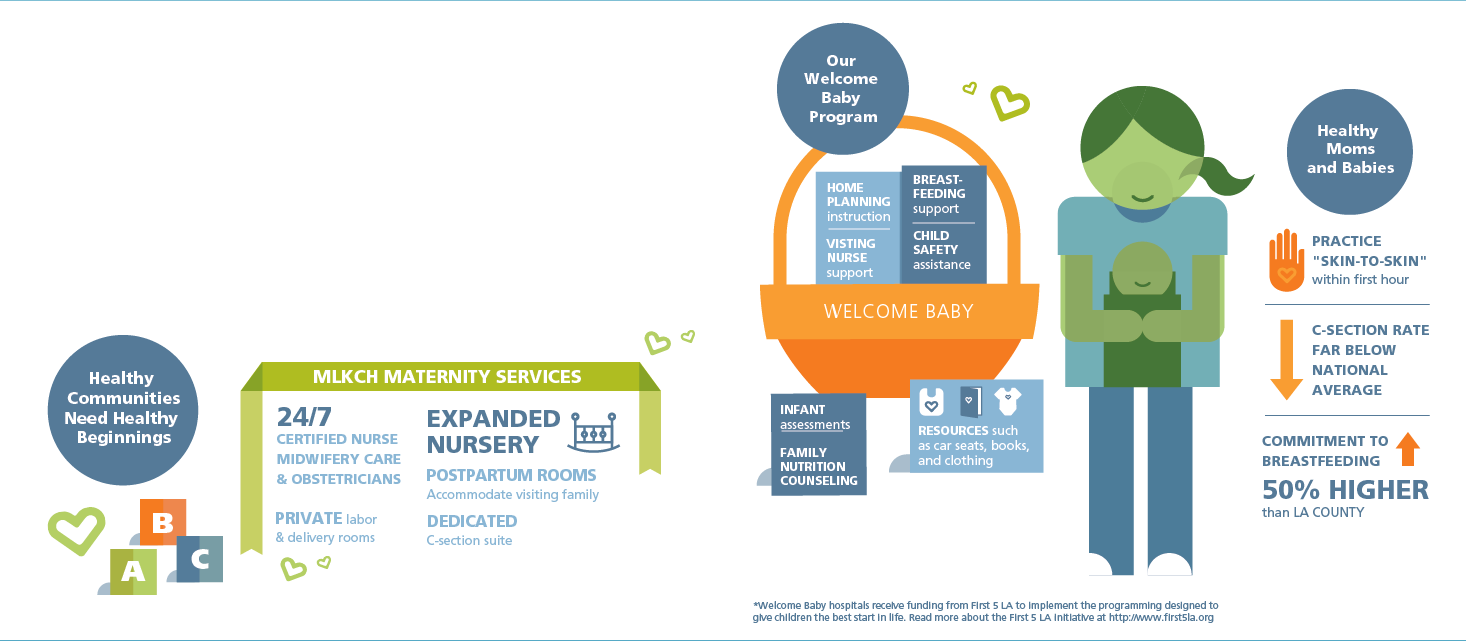 Healthy
Communities
Need Healthy
Beginnings
B
A
C
MLKCH MATERNITY SERVICES
24/7
CERTIFIED NURSE
MIDWIFERY CARE
& OBSTETRICIANS
PRIVATE labor
& delivery rooms
EXPANDED
NURSERY
POSTPARTUM ROOMS
Accommodate visiting family
DEDICATED
C-section suite
Our
Welcome
Baby
Program
HOME
PLANNING
instruction
VISTING
NURSE
support
BREAST-
FEEDING
support
CHILD
SAFETY
assistance
WELCOME BABY
INFANT
assessments
FAMILY
NUTRITION
COUNSELING
RESOURCES such
as car seats, books,
and clothing
Healthy
Moms
and Babies
PRACTICE
"SKIN-TO-SKIN"
within first hour
C-SECTION RATE
FAR BELOW
NATIONAL
AVERAGE
COMMITMENT TO
BREASTFEEDING
50% HIGHER
than LA COUNTY
*Welcome Baby hospitals receive funding from First 5 LA to implement the programming designed to
give children the best start in life. Read more about the First 5 LA initiative at http://www.first5la.org